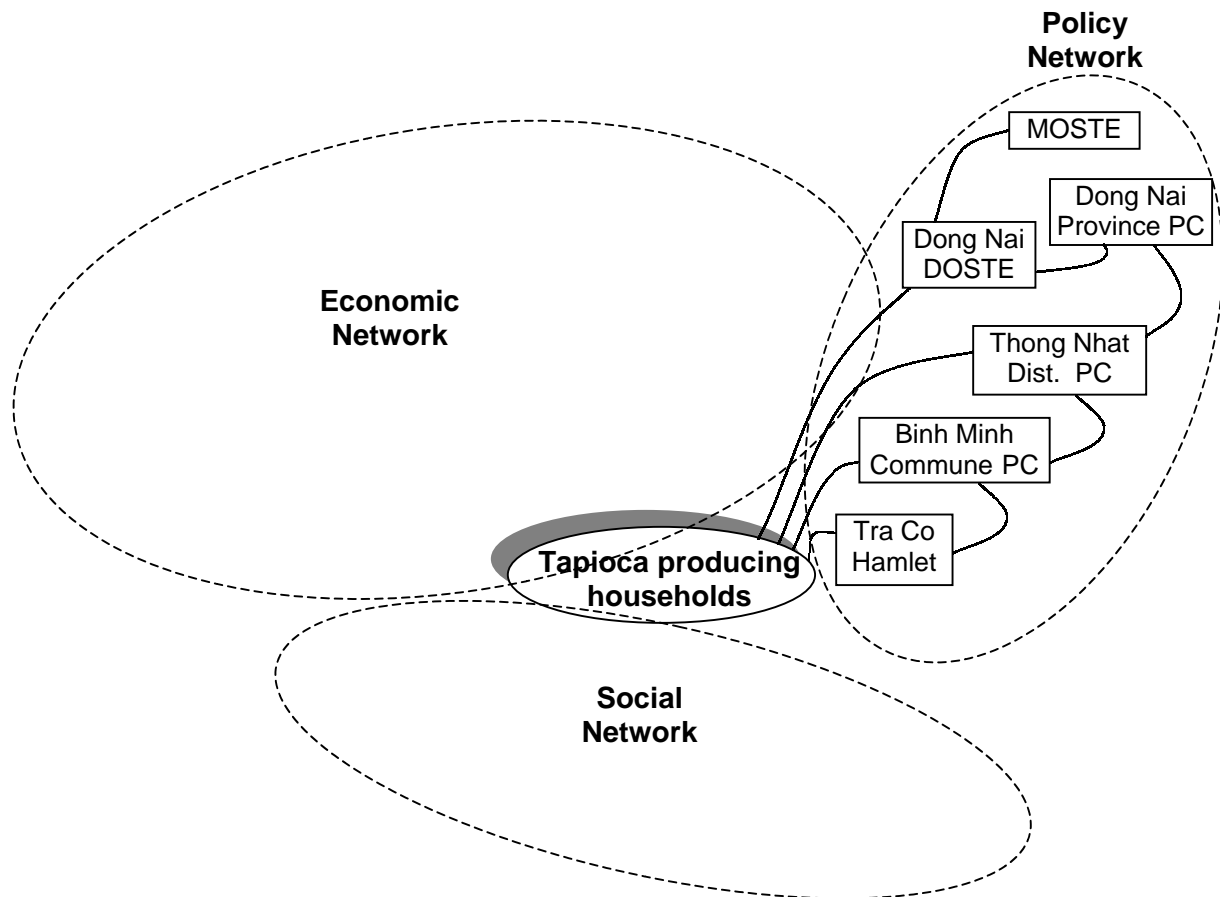 Policy
Network
MOSTE
Dong Nai
Province PC
Dong Nai
DOSTE
Economic
Network
Thong Nhat
Dist. PC
Binh Minh
Commune PC
Tra Co
Hamlet
Tapioca producing
households
Social
Network